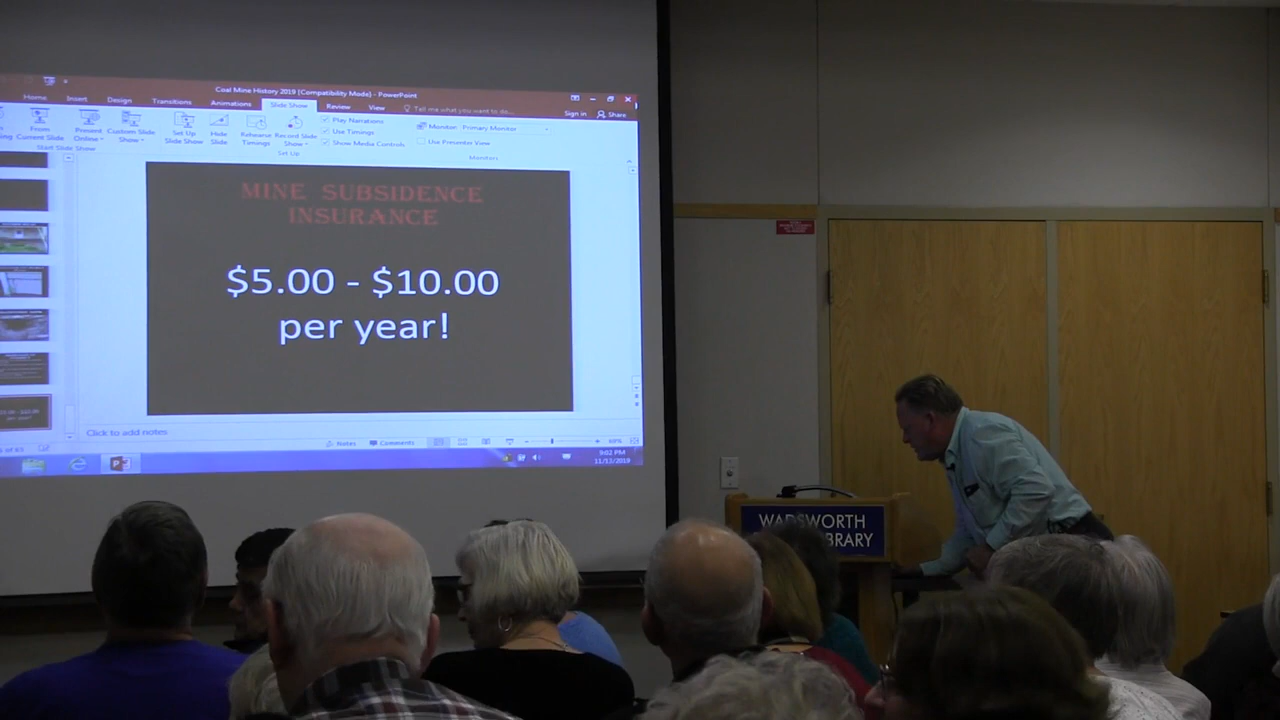 Coal Mine History 2019 [Compatibility Mode] - PowerPoint
Home Insert Design Transitions Animations Slide Show Review View Tell me what you want to do...
Sign in Share
From Current Slide
Present Online
Custom Slide Show
Set Up Slide Show
Hide Slide
Rehearse Timings
Record Slide Show
Play Narrations
Use Timings
Show Media Controls
Monitor: Primary Monitor
Use Presenter View
Start Slide Show
Set Up
Monitors
MINE SUBSIDENCE
INSURANCE
$5.00 - $10.00
per year!
Click to add notes
Notes Comments
69%
9:02 PM
11/13/2019
WADSWORTH